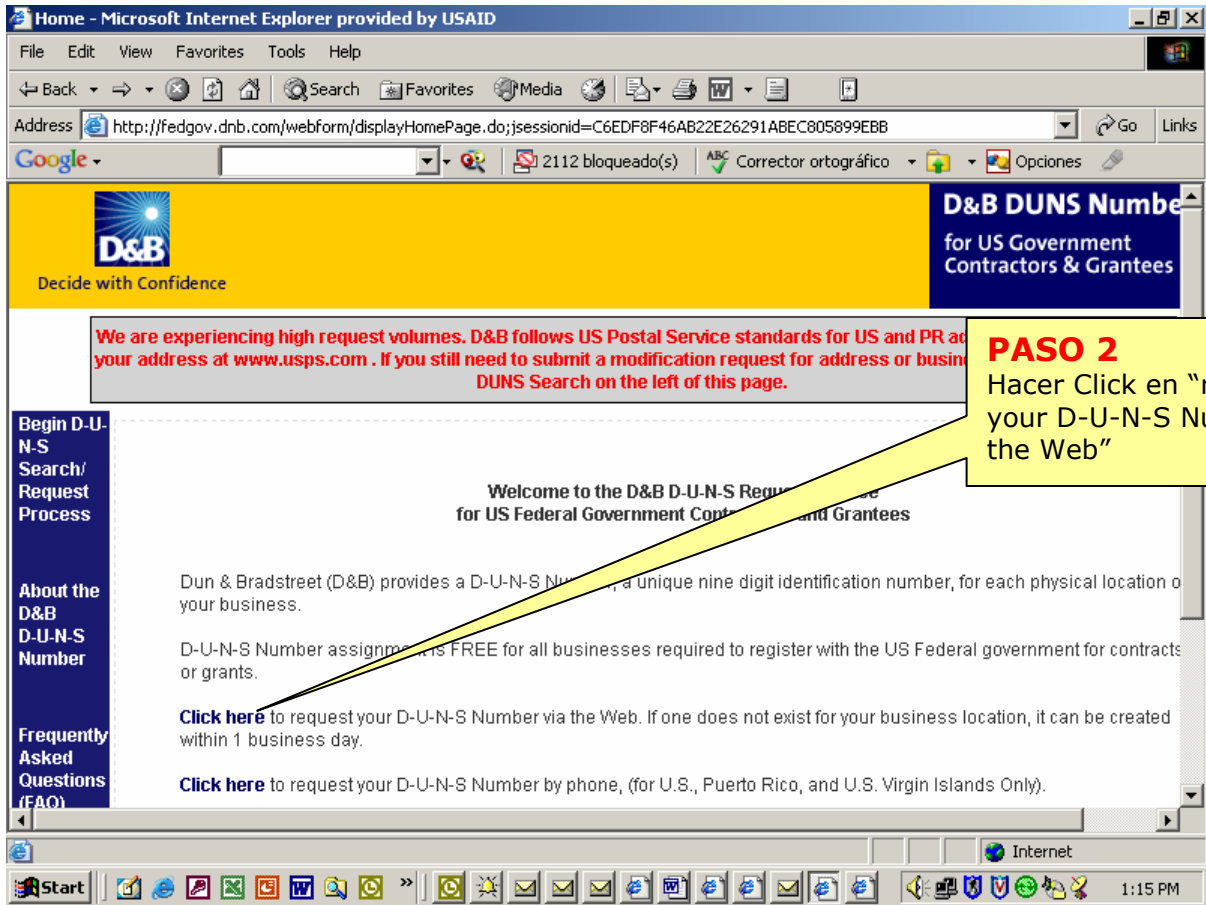 Home - Microsoft Internet Explorer provided by USAID
File Edit View Favorites Tools Help
Back Search Favorites Media
Address http://fedgov.dnb.com/webform/displayHomePage.do;jsessionid=C6EDF8F46AB22E26291ABEC805899EBB Go Links
Google 2112 bloqueado(s) ABC Corrector ortográfico Opciones
D&B
Decide with Confidence
D&B DUNS Numbe
for US Government
Contractors & Grantees
We are experiencing high request volumes. D&B follows US Postal Service standards for US and PR
your address at www.usps.com . If you still need to submit a modification request for address or
DUNS Search on the left of this page.
PASO 2
Hacer Click en “
your D-U-N-S
the Web”
Begin D-U-
N-S
Search/
Request
Process
About the
D&B
D-U-N-S
Number
Frequently
Asked
Questions
(FAQ)
Welcome to the D&B D-U-N-S
for US Federal Government and Grantees
Dun & Bradstreet (D&B) provides a D-U-N-S a unique nine digit identification number, for each physical location
your business.
D-U-N-S Number assignment is FREE for all businesses required to register with the US Federal government for contracts
or grants.
Click here to request your D-U-N-S Number via the Web. If one does not exist for your business location, it can be created
within 1 business day.
Click here to request your D-U-N-S Number by phone, (for U.S., Puerto Rico, and U.S. Virgin Islands Only).
Internet
Start 1:15 PM